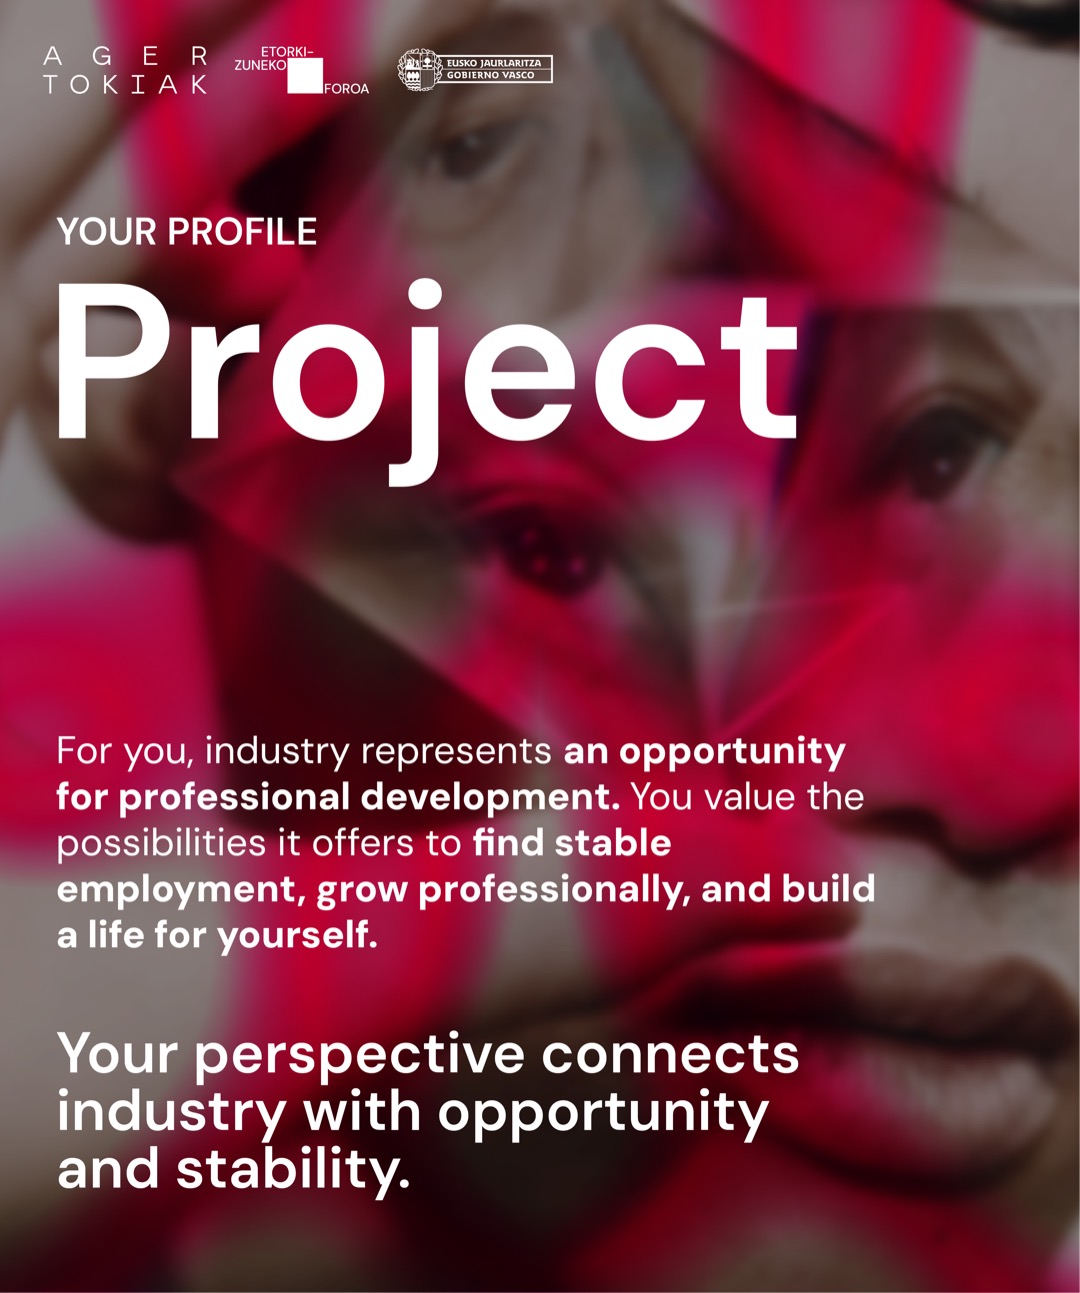 AGER
TOKIAK
ETORKI-
ZUNEKO
FOROA
EUSKO JAURLARITZA
GOBIERNO VASCO
YOUR PROFILE
Project
For you, industry represents an opportunity
for professional development. You value the
possibilities it offers to find stable
employment, grow professionally, and build
a life for yourself.
Your perspective connects
industry with opportunity
and stability.